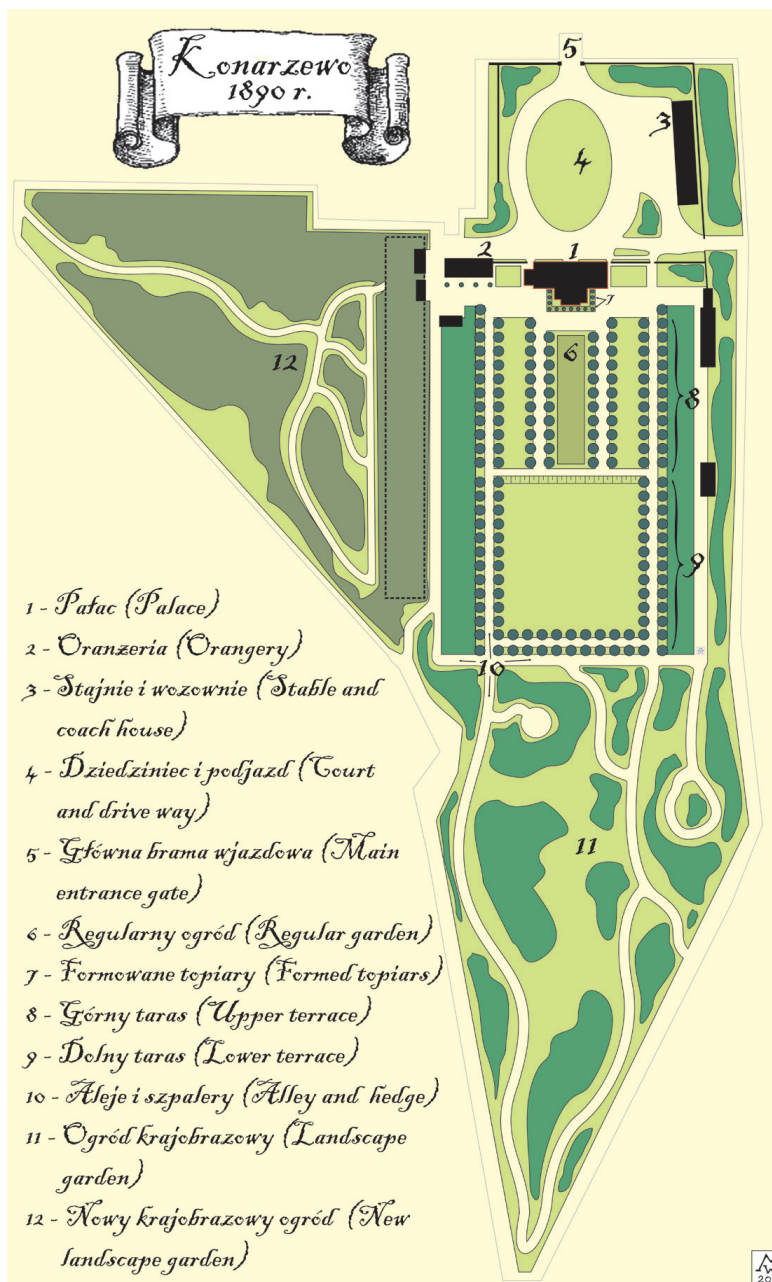 Konarzewo
1890 r.
5
3
4
2
1
7
6
12
8
9
10
11
1 - Pałac (Palace)
2 - Oranżeria (Orangery)
3 - Stajnie i wozownie (Stable and
coach house)
4 - Dziedziniec i podjazd (Court
and drive way)
5 - Główna brama wjazdowa (Main
entrance gate)
6 - Regularny ogród (Regular garden)
7 - Formowane topiary (Formed topiars)
8 - Górny taras (Upper terrace)
9 - Dolny taras (Lower terrace)
10 - Aleje i szpalery (Alley and hedge)
11 - Ogród krajobrazowy (Landscape
garden)
12 - Nowy krajobrazowy ogród (New
landscape garden)